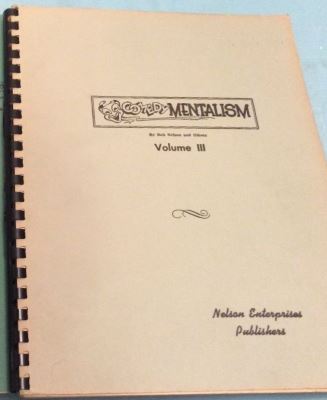 COMEDY MENTALISM
By Bob Nelson and Others
Volume III
Nelson Enterprises
Publishers